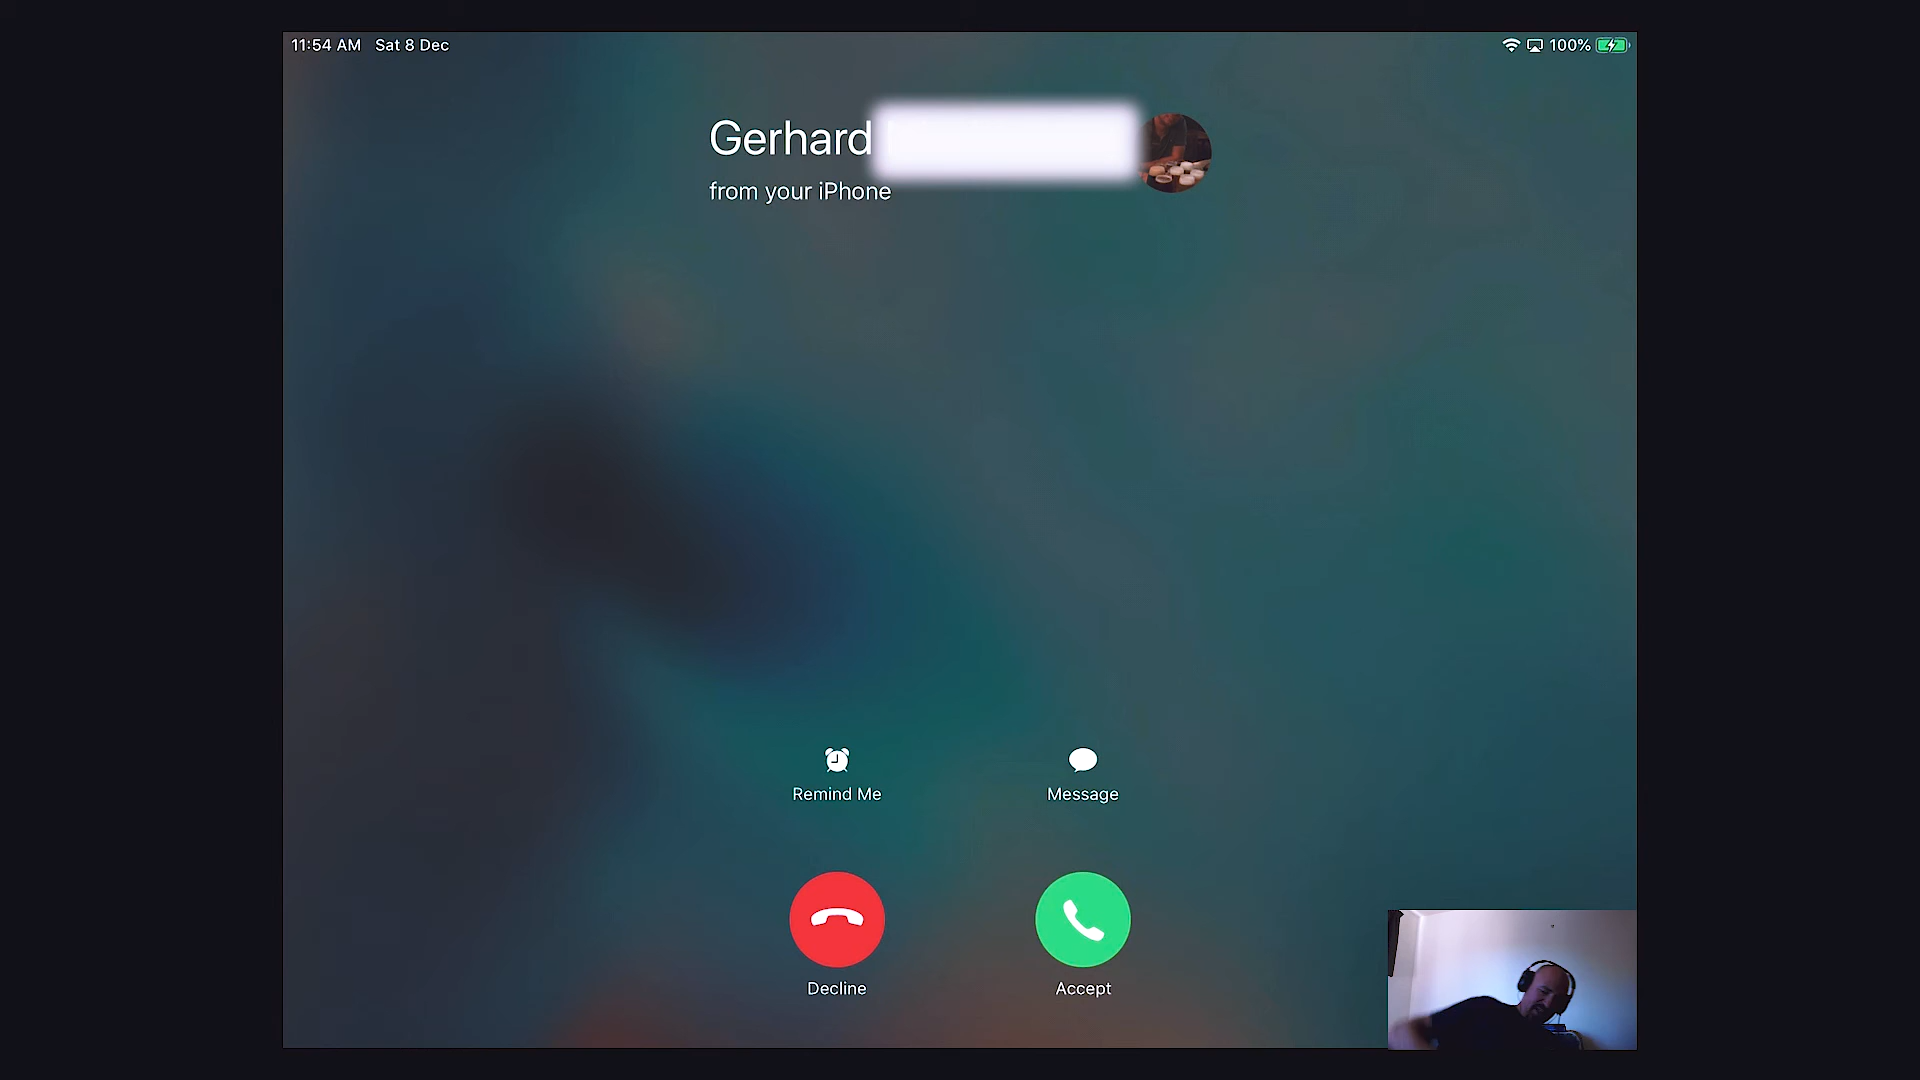 11:54 AM Sat 8 Dec
100%
Gerhard
from your iPhone
Remind Me
Message
Decline
Accept